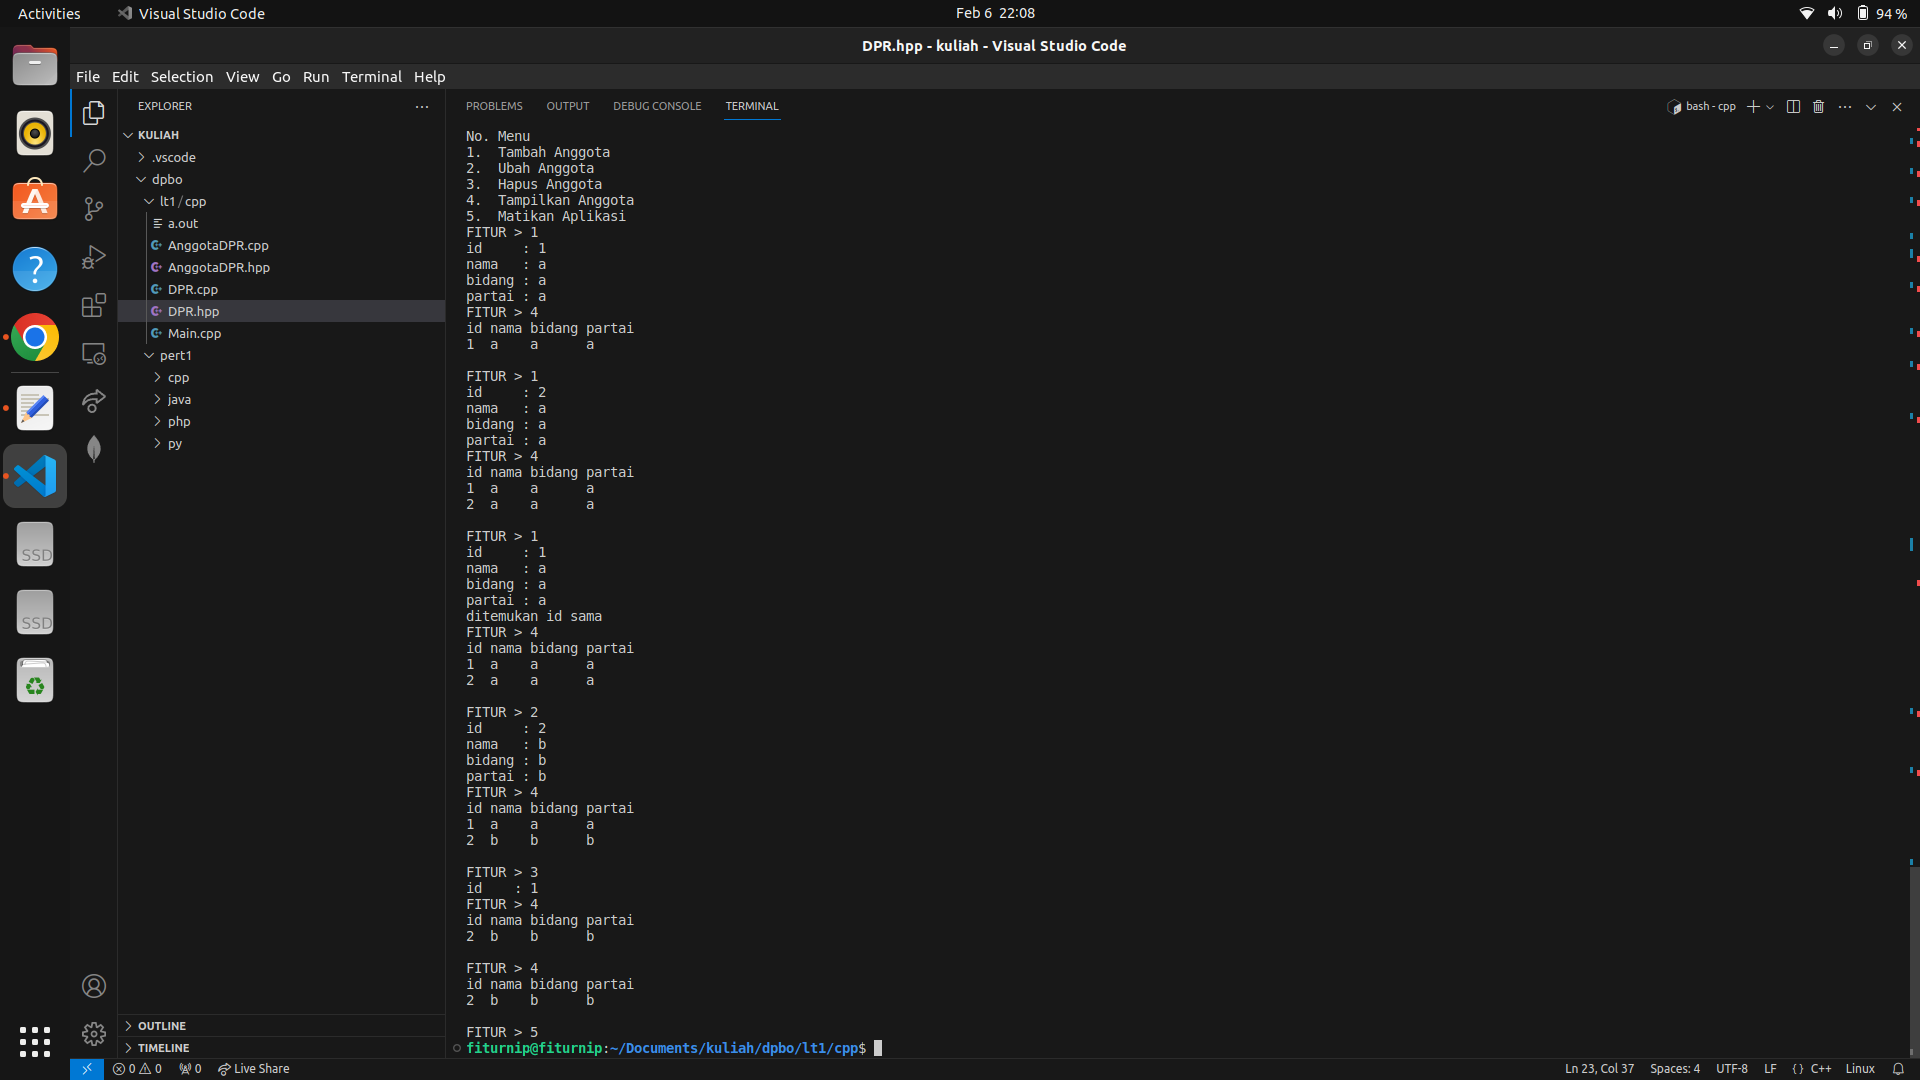 Activities
Visual Studio Code
Feb 6 22:08
94 %
DPR.hpp - kuliah - Visual Studio Code
File Edit Selection View Go Run Terminal Help
EXPLORER
KULIAH
.vscode
dpbo
lt1 / cpp
a.out
AnggotaDPR.cpp
AnggotaDPR.hpp
DPR.cpp
DPR.hpp
Main.cpp
pert1
cpp
java
php
py
OUTLINE
TIMELINE
SSD
SSD
PROBLEMS OUTPUT DEBUG CONSOLE TERMINAL
bash - cpp
No. Menu
1.  Tambah Anggota
2.  Ubah Anggota
3.  Hapus Anggota
4.  Tampilkan Anggota
5.  Matikan Aplikasi
FITUR > 1
id     : 1
nama   : a
bidang : a
partai : a
FITUR > 4
id nama bidang partai
1  a    a      a
FITUR > 1
id     : 2
nama   : a
bidang : a
partai : a
FITUR > 4
id nama bidang partai
1  a    a      a
2  a    a      a
FITUR > 1
id     : 1
nama   : a
bidang : a
partai : a
ditemukan id sama
FITUR > 4
id nama bidang partai
1  a    a      a
2  a    a      a
FITUR > 2
id     : 2
nama   : b
bidang : b
partai : b
FITUR > 4
id nama bidang partai
1  a    a      a
2  b    b      b
FITUR > 3
id    : 1
FITUR > 4
id nama bidang partai
2  b    b      b
FITUR > 4
id nama bidang partai
2  b    b      b
FITUR > 5
fiturnip@fiturnip:~/Documents/kuliah/dpbo/lt1/cpp$
0 0 0 Live Share
Ln 23, Col 37 Spaces: 4 UTF-8 LF {} C++ Linux